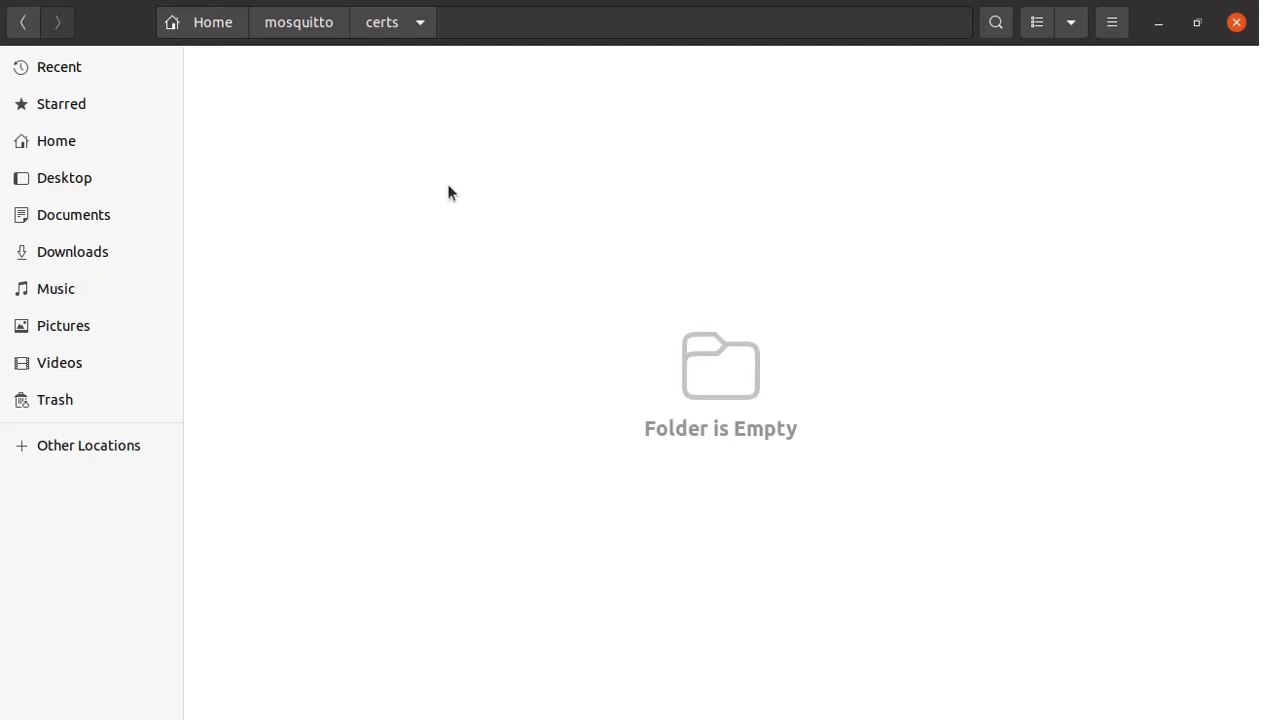 Home mosquitto certs
Recent
Starred
Home
Desktop
Documents
Downloads
Music
Pictures
Videos
Trash
Other Locations
Folder is Empty